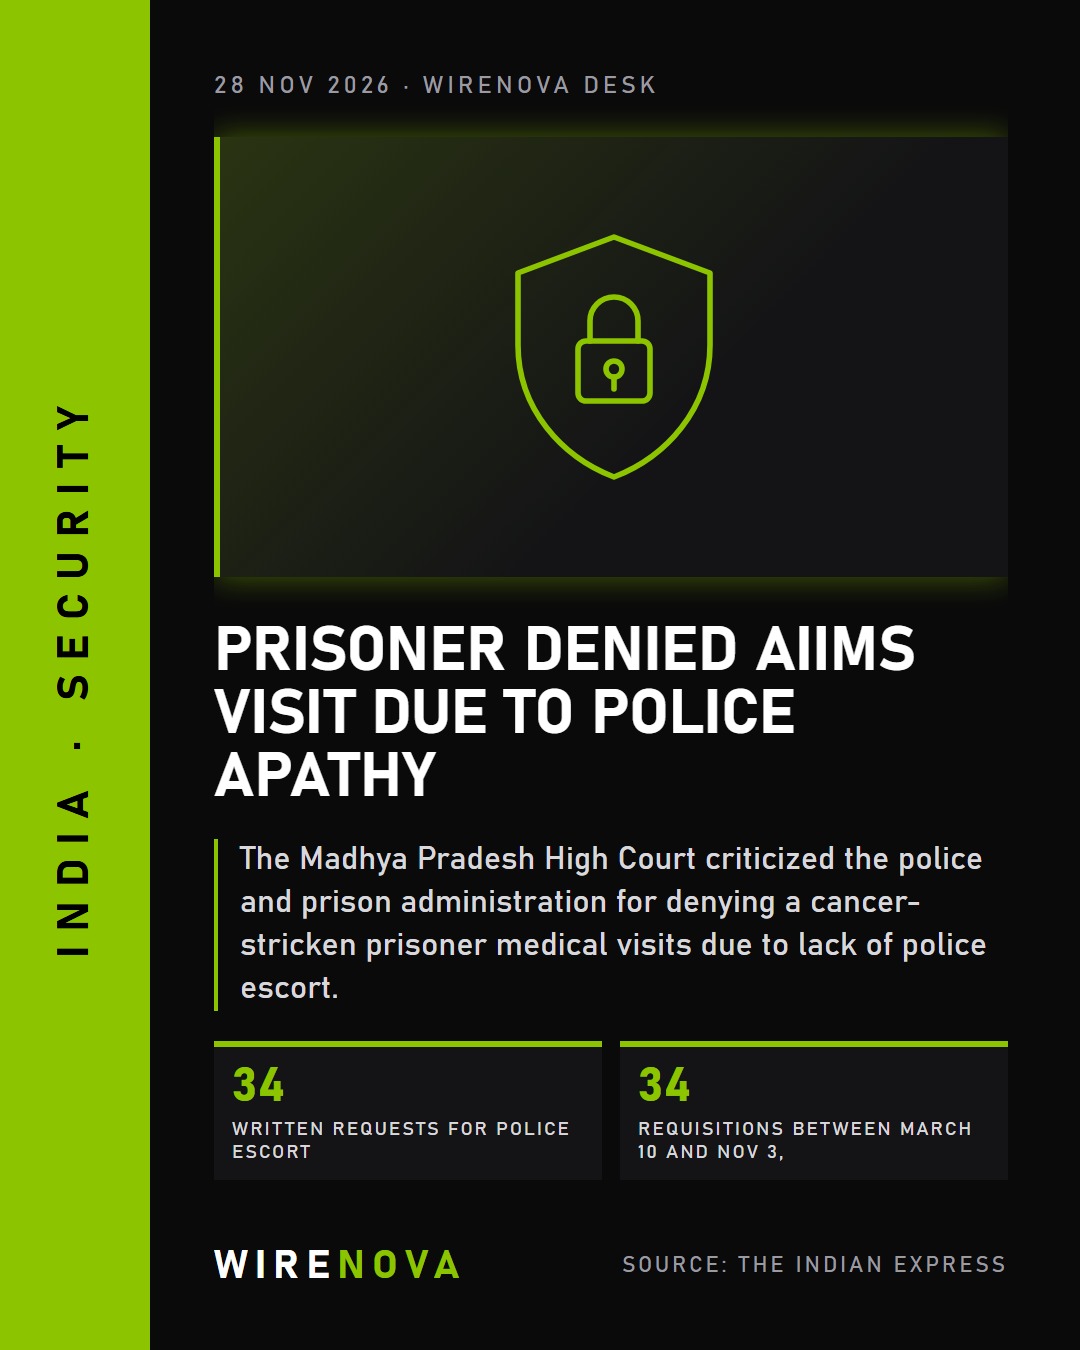 INDIA · SECURITY
28 NOV 2026 · WIRENOVA DESK
PRISONER DENIED AIIMS
VISIT DUE TO POLICE
APATHY
The Madhya Pradesh High Court criticized the police
and prison administration for denying a cancer-
stricken prisoner medical visits due to lack of police
escort.
34
WRITTEN REQUESTS FOR POLICE
ESCORT
34
REQUISITIONS BETWEEN MARCH
10 AND NOV 3,
WIRENOVA
SOURCE: THE INDIAN EXPRESS